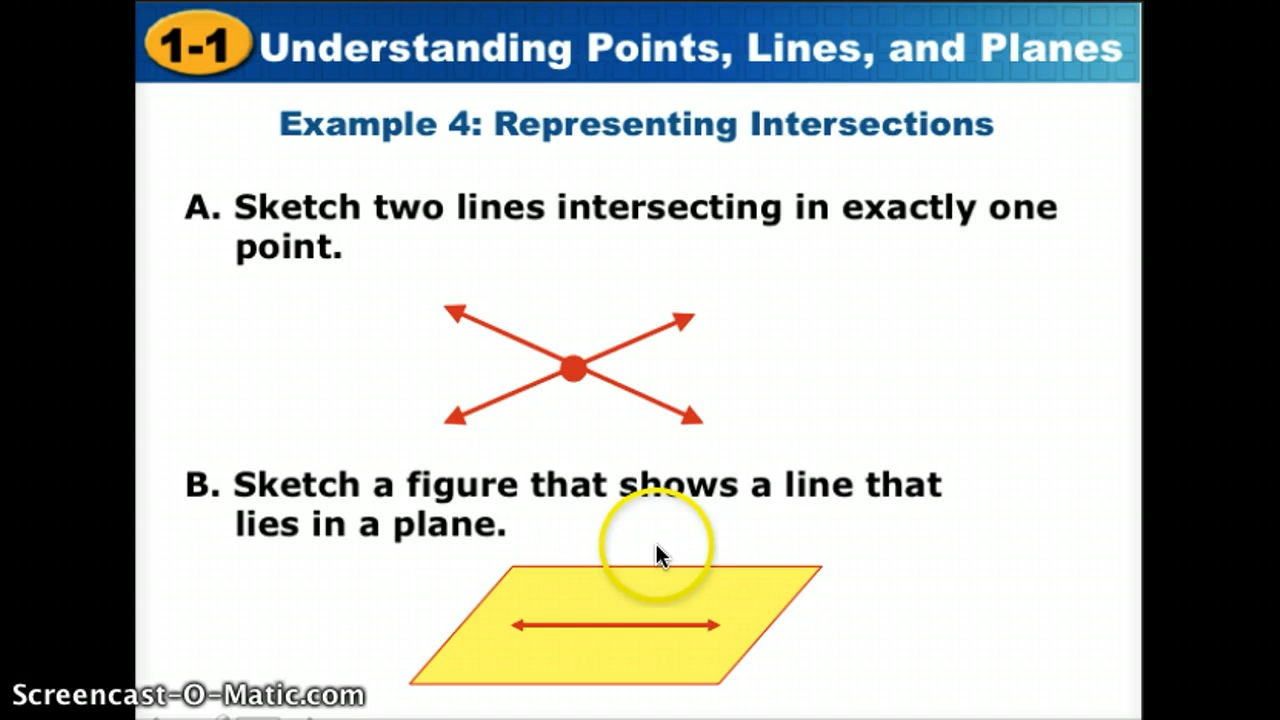 1-1 Understanding Points, Lines, and Planes
Example 4: Representing Intersections
A. Sketch two lines intersecting in exactly one
point.
B. Sketch a figure that shows a line that
lies in a plane.
Screencast-O-Matic.com